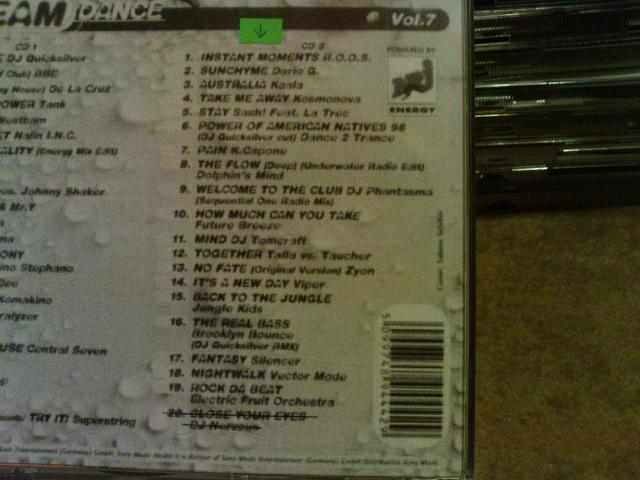 DANCE
Vol.7
CD 1
DJ Quicksilver
Club) BBE
House) De La Cruz
POWER Tank
Westbam
Natin I.N.C.
(Energy Mix Edit)
Johnny Shaker
& Mr.Y
Stephano
Komakino
Central Seven
TRY IT! Superstring
CD 2
1. INSTANT MOMENTS R.O.O.S.
2. SUNCHYME Dario G.
3. AUSTRALIA Koala
4. TAKE ME AWAY Kosmonova
5. STAY Sash! Feat. La Trec
6. POWER OF AMERICAN NATIVES 98
(DJ Quicksilver cut) Dance 2 Trance
7. PAIN K.Capone
8. THE FLOW (Deep) (Underwater Radio Edit)
Dolphin's Mind
9. WELCOME TO THE CLUB DJ Phantasma
(Sequential One Radio Mix)
10. HOW MUCH CAN YOU TAKE
Future Breeze
11. MIND DJ Tomcraft
12. TOGETHER Talla vs. Taucher
13. NO FATE (Original Version) Zyon
14. IT'S A NEW DAY Viper
15. BACK TO THE JUNGLE
Jungle Kids
16. THE REAL BASS
Brooklyn Bounce
(DJ Quicksilver RMX)
17. FANTASY Silencer
18. NIGHTWALK Vector Mode
19. ROCK DA BEAT
Electric Fruit Orchestra
20. CLOSE YOUR EYES
DJ Nervous
POWERED BY
ENERGY